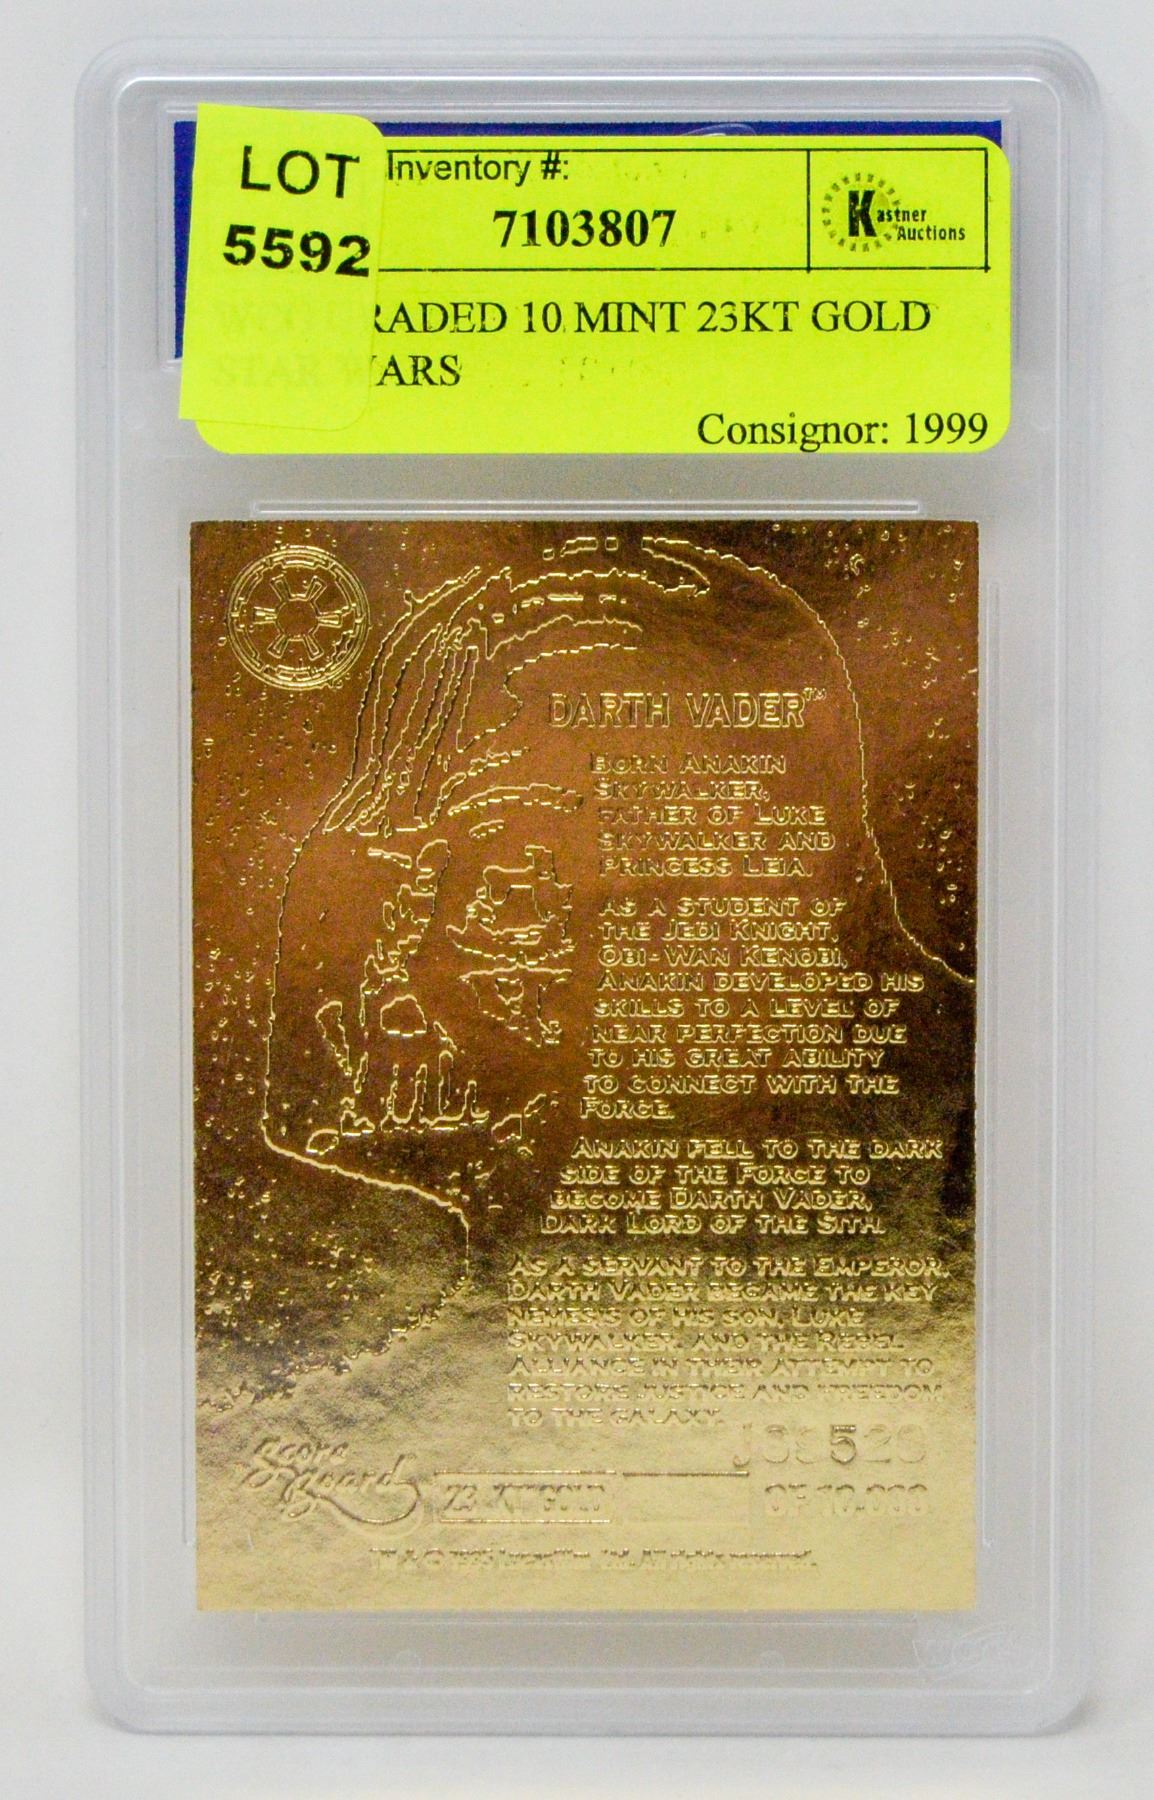 LOT
5592
Inventory #:
7103807
Kastner
Auctions
RADED 10 MINT 23KT GOLD
STAR WARS
Consignor: 1999
DARTH VADER™
BORN ANAKIN
SKYWALKER,
FATHER OF LUKE
SKYWALKER AND
PRINCESS LEIA.
AS A STUDENT OF
THE JEDI KNIGHT,
OBI-WAN KENOBI,
ANAKIN DEVELOPED HIS
SKILLS TO A LEVEL OF
NEAR PERFECTION DUE
TO HIS GREAT ABILITY
TO CONNECT WITH THE
FORCE.
ANAKIN FELL TO THE DARK
SIDE OF THE FORCE TO
BECOME DARTH VADER,
DARK LORD OF THE SITH.
AS A SERVANT TO THE EMPEROR,
DARTH VADER BECAME THE KEY
NEMESIS OF HIS SON, LUKE
SKYWALKER, AND THE REBEL
ALLIANCE IN THEIR ATTEMPT TO
RESTORE JUSTICE AND FREEDOM
TO THE GALAXY.
Score
Board
23 KT GOLD
OF 10,000